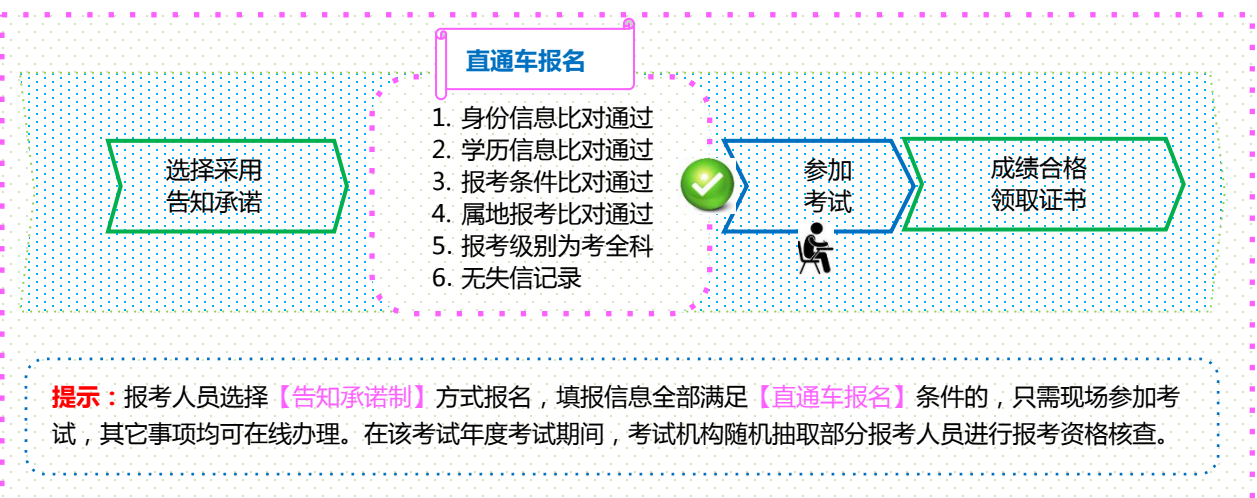 直通车报名
选择采用
告知承诺
1. 身份信息比对通过
2. 学历信息比对通过
3. 报考条件比对通过
4. 属地报考比对通过
5. 报考级别为考全科
6. 无失信记录
参加
考试
成绩合格
领取证书
提示：报考人员选择【告知承诺制】方式报名，填报信息全部满足【直通车报名】条件的，只需现场参加考
试，其它事项均可在线办理。在该考试年度考试期间，考试机构随机抽取部分报考人员进行报考资格核查。